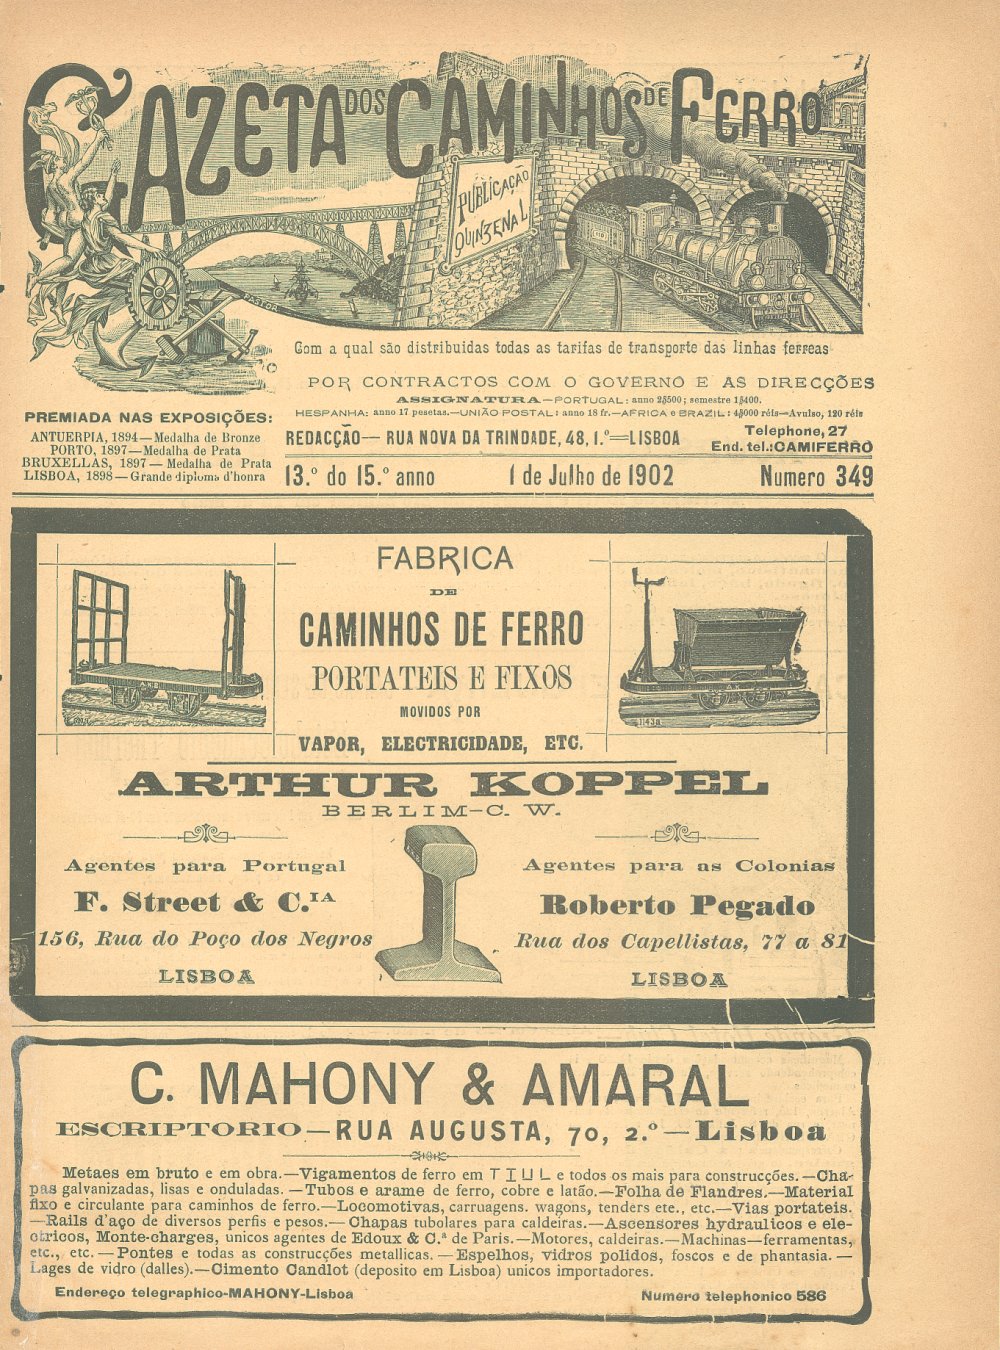 GAZETA DOS CAMINHOS DE FERRO
PUBLICAÇAO
QUINZENAL
PASTOR
Com a qual são distribuidas todas as tarifas de transporte das linhas ferreas
POR CONTRACTOS COM O GOVERNO E AS DIRECÇÕES
ASSIGNATURA—PORTUGAL: anno 2$500; semestre 1$400.
HESPANHA: anno 17 pesetas.—UNIÃO POSTAL: anno 18 fr.—AFRICA e BRAZIL: 4$000 réis—Avulso, 120 réis
PREMIADA NAS EXPOSIÇÕES:
ANTUERPIA, 1894—Medalha de Bronze
PORTO, 1897—Medalha de Prata
BRUXELLAS, 1897—Medalha de Prata
LISBOA, 1898—Grande diploma d'honra
REDACÇÃO— RUA NOVA DA TRINDADE, 48, 1.º—LISBOA
Telephone, 27
End. tel.: CAMIFERRO
13.º do 15.º anno
1 de Julho de 1902
Numero 349
FABRICA
DE
CAMINHOS DE FERRO
PORTATEIS E FIXOS
MOVIDOS POR
VAPOR, ELECTRICIDADE, ETC.
ARTHUR KOPPEL
BERLIM—C. W.
Agentes para Portugal
F. Street & C.IA
156, Rua do Poço dos Negros
LISBOA
Agentes para as Colonias
Roberto Pegado
Rua dos Capellistas, 77 a 81
LISBOA
C. MAHONY & AMARAL
ESCRIPTORIO—RUA AUGUSTA, 70, 2.º—Lisboa
Metaes em bruto e em obra.—Vigamentos de ferro em T I U L e todos os mais para construcções.—Cha-
pas galvanizadas, lisas e onduladas.—Tubos e arame de ferro, cobre e latão.—Folha de Flandres.—Material
fixo e circulante para caminhos de ferro.—Locomotivas, carruagens. wagons, tenders etc., etc.—Vias portateis.
—Rails d'aço de diversos perfis e pesos.—Chapas tubolares para caldeiras.—Ascensores hydraulicos e ele-
ctricos, Monte-charges, unicos agentes de Edoux & C.ª de Paris.—Motores, caldeiras.—Machinas—ferramentas,
etc., etc.—Pontes e todas as construcções metallicas.—Espelhos, vidros polidos, foscos e de phantasia.—
Lages de vidro (dalles).—Cimento Candlot (deposito em Lisboa) unicos importadores.
Endereço telegraphico-MAHONY-Lisboa
Numero telephonico 586